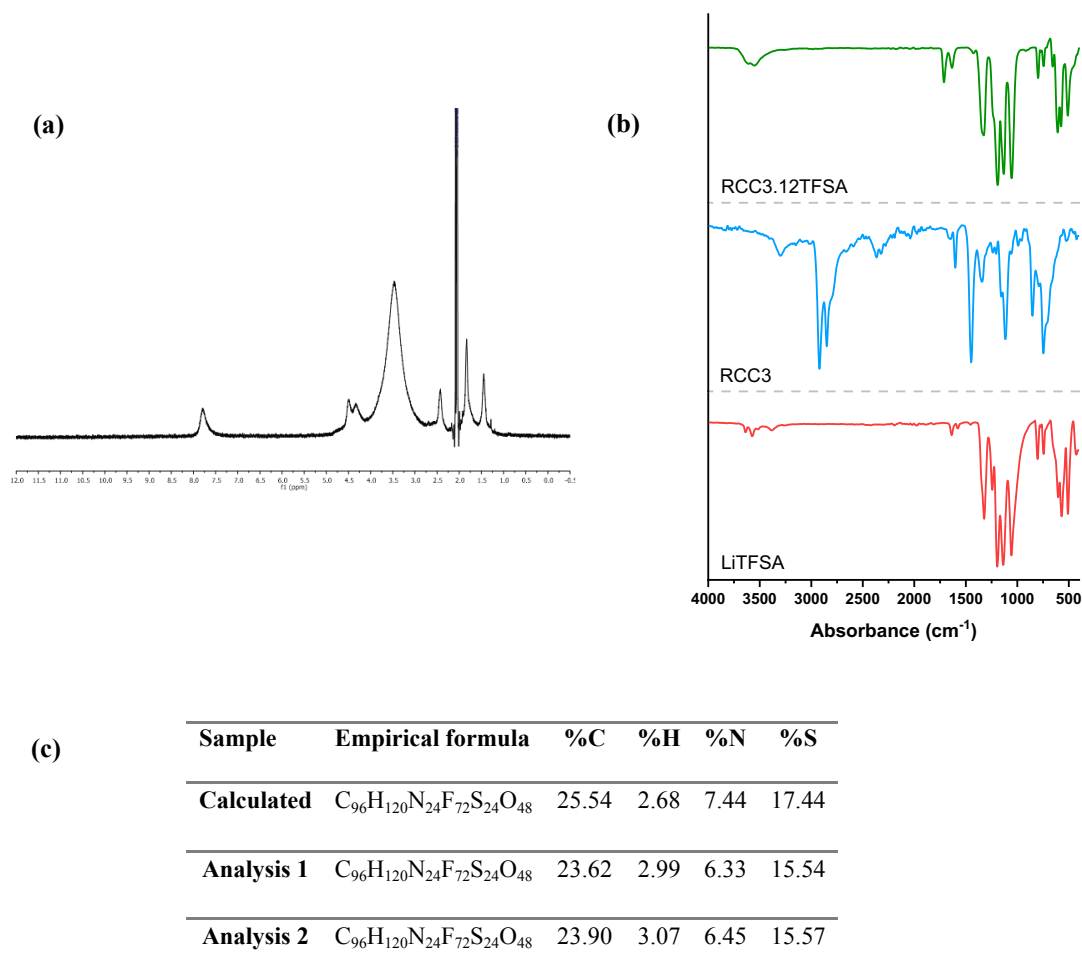 (a)
12.0 11.5 11.0 10.5 10.0 9.5 9.0 8.5 8.0 7.5 7.0 6.5 6.0 5.5 5.0 4.5 4.0 3.5 3.0 2.5 2.0 1.5 1.0 0.5 0.0 -0.5
f1 (ppm)
(b)
RCC3.12TFSA
RCC3
LiTFSA
4000 3500 3000 2500 2000 1500 1000 500
Absorbance (cm⁻¹)
(c)
Sample Empirical formula %C %H %N %S
Calculated C₉₆H₁₂₀N₂₄F₇₂S₂₄O₄₈ 25.54 2.68 7.44 17.44
Analysis 1 C₉₆H₁₂₀N₂₄F₇₂S₂₄O₄₈ 23.62 2.99 6.33 15.54
Analysis 2 C₉₆H₁₂₀N₂₄F₇₂S₂₄O₄₈ 23.90 3.07 6.45 15.57